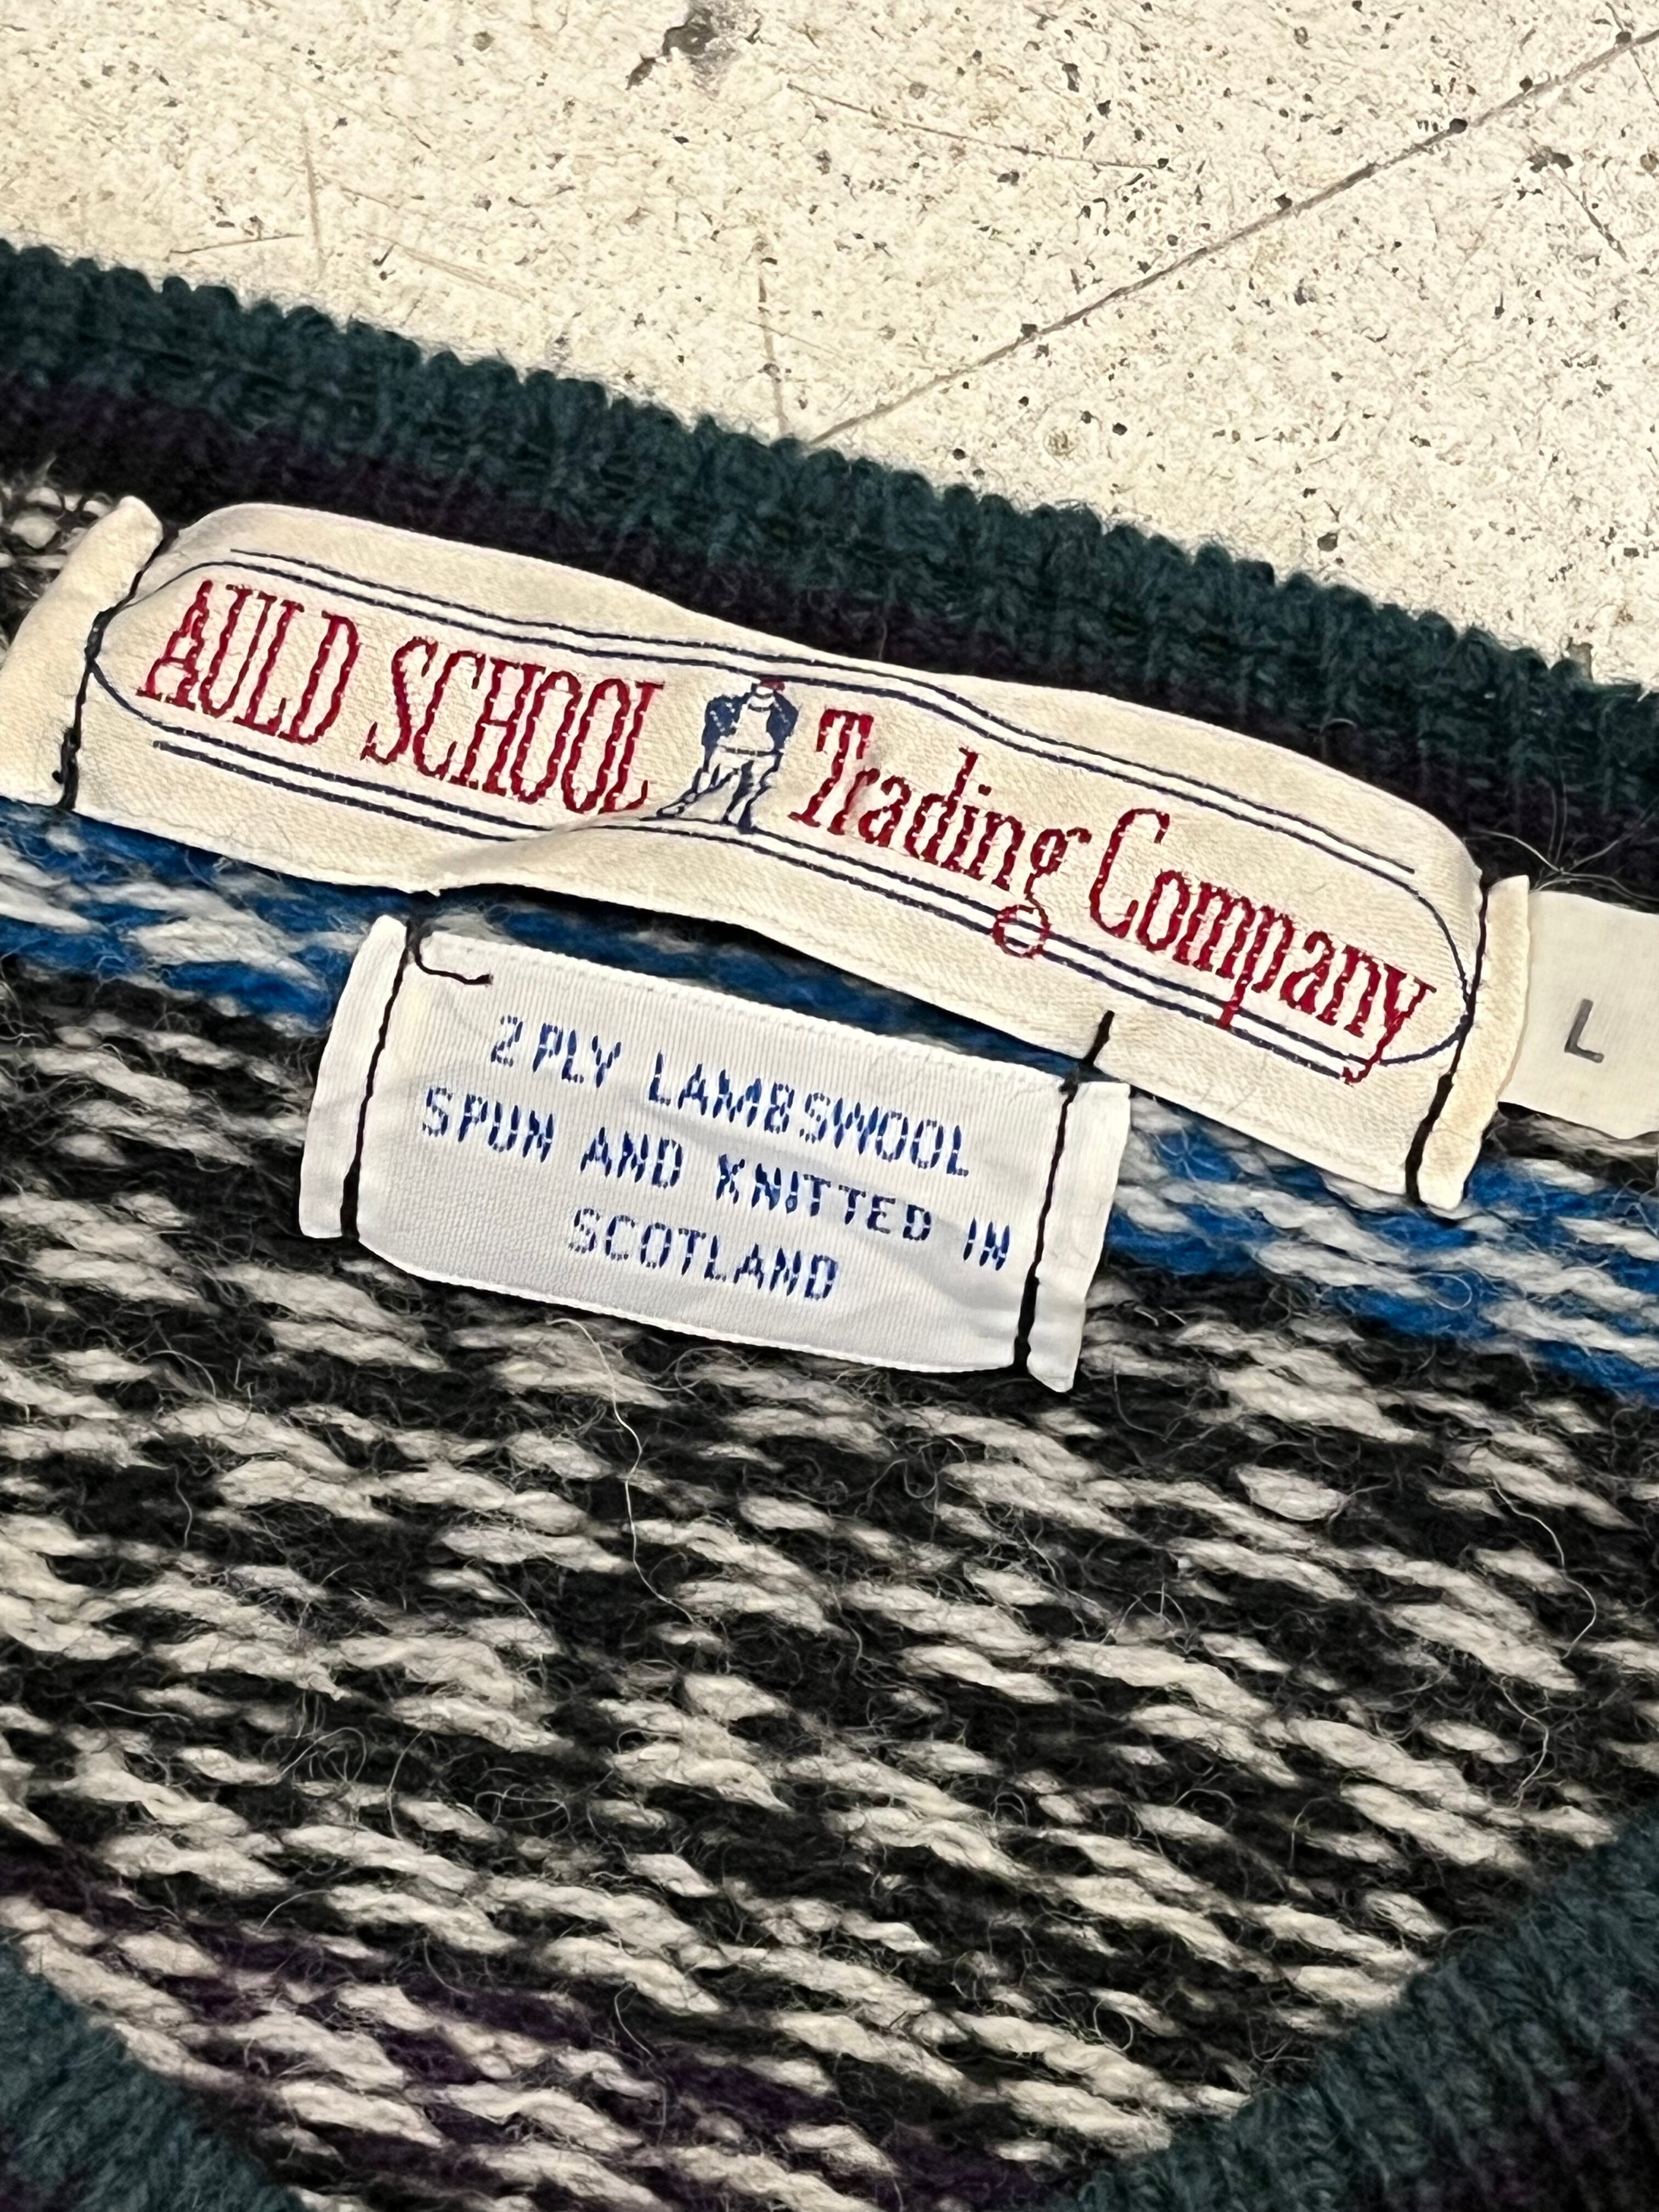 AULD SCHOOL Trading Company
L
2 PLY LAMBSWOOL
SPUN AND KNITTED IN
SCOTLAND